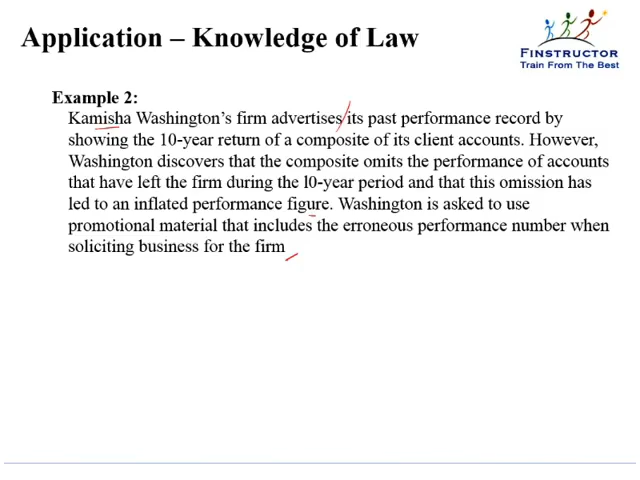 Application – Knowledge of Law
FINSTRUCTOR
Train From The Best
Example 2:
Kamisha Washington's firm advertises its past performance record by
showing the 10-year return of a composite of its client accounts. However,
Washington discovers that the composite omits the performance of accounts
that have left the firm during the l0-year period and that this omission has
led to an inflated performance figure. Washington is asked to use
promotional material that includes the erroneous performance number when
soliciting business for the firm